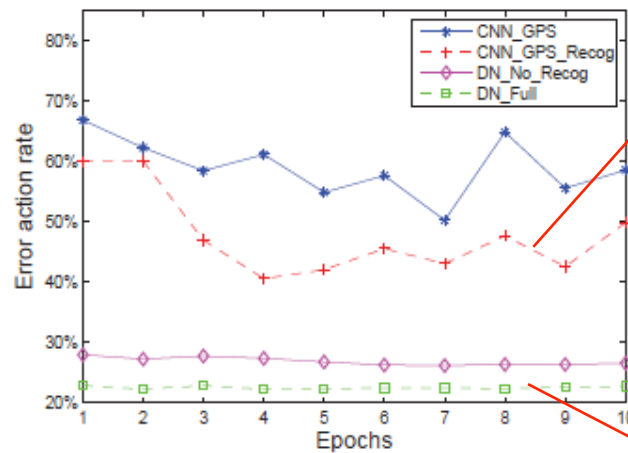 80%
70%
60%
50%
40%
30%
20%
Error action rate
CNN_GPS
CNN_GPS_Recog
DN_No_Recog
DN_Full
1 2 3 4 5 6 7 8 9 10
Epochs